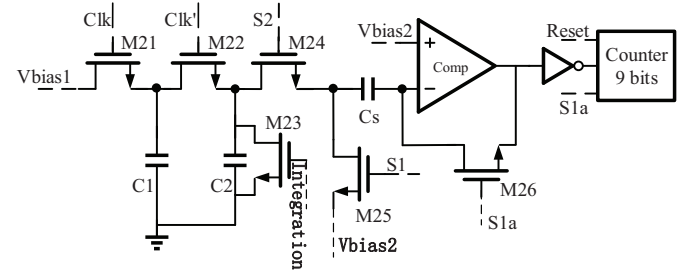 Clk
Clk'
S2
M21
M22
M24
Vbias1
Vbias2
+
Comp
−
Reset
Counter
9 bits
S1a
Cs
M23
C1
C2
Integration
S1
M25
Vbias2
M26
S1a